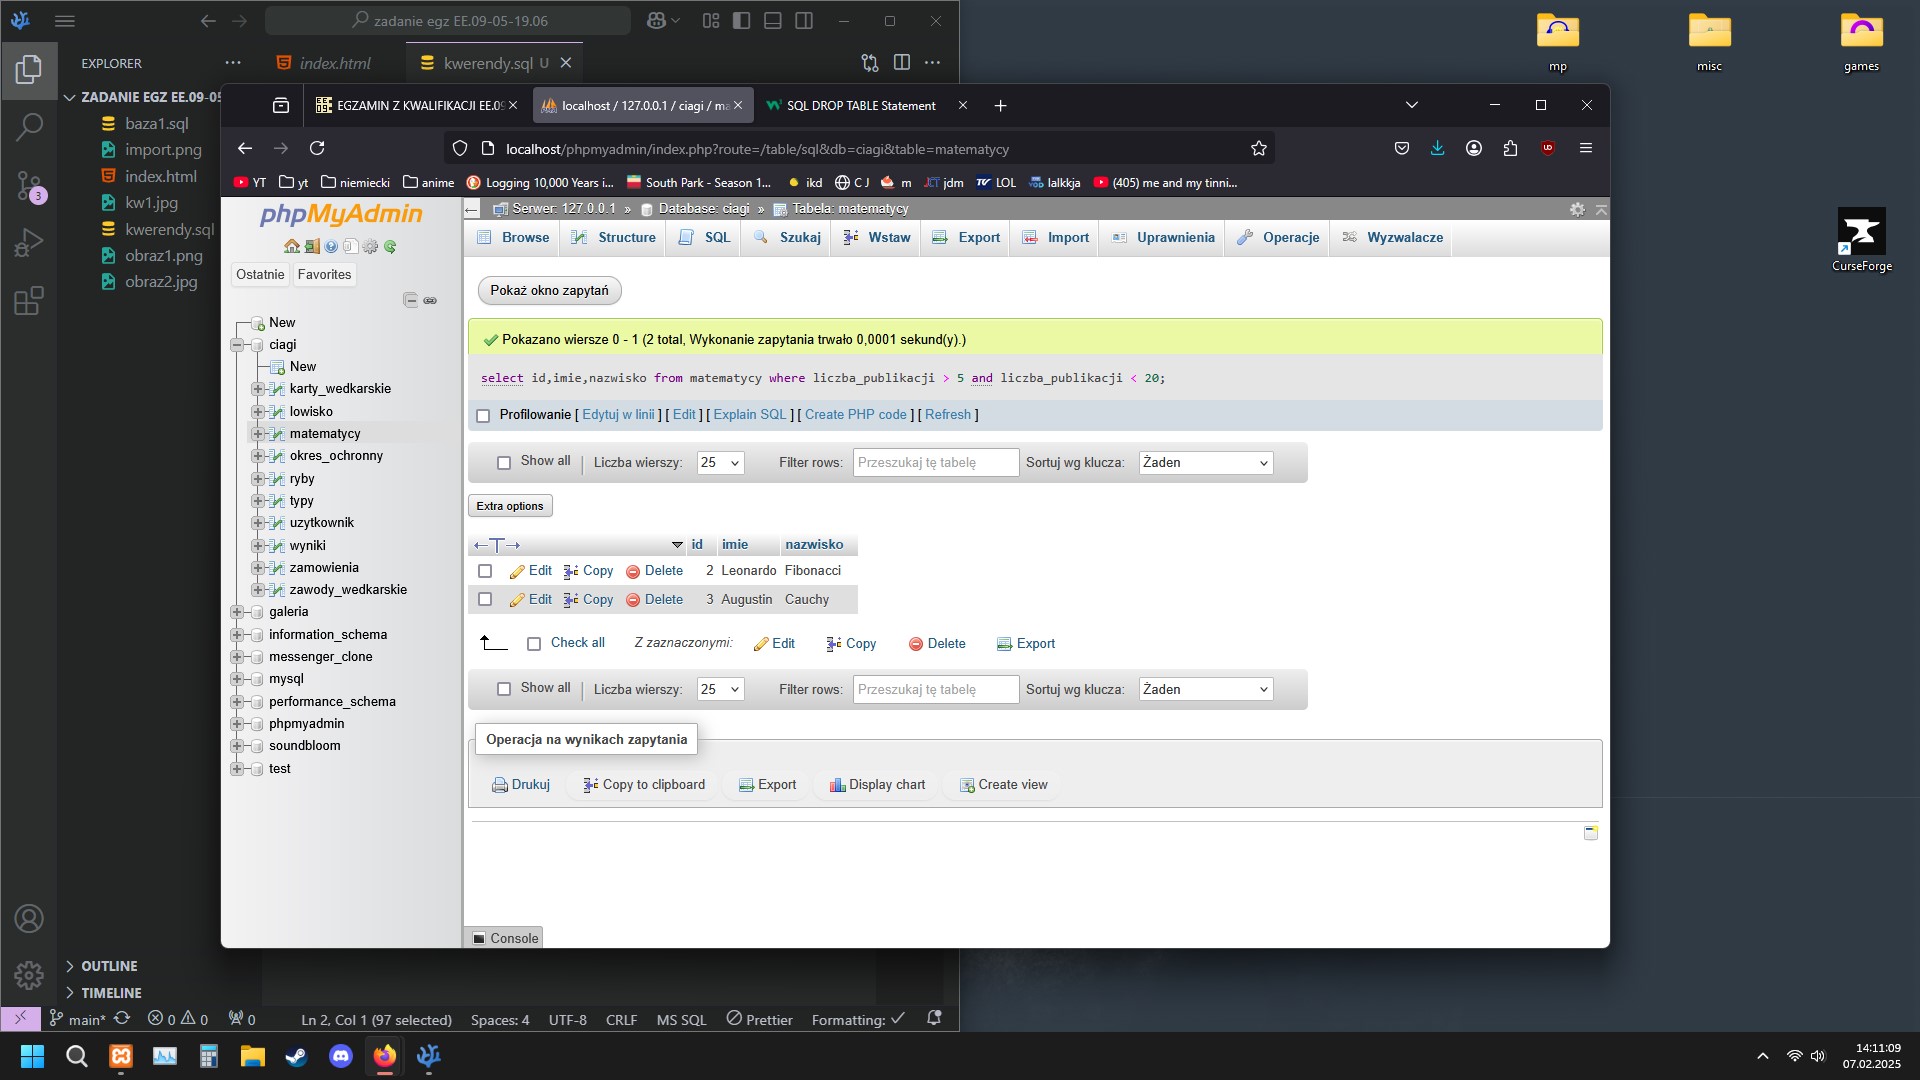 zadanie egz EE.09-05-19.06
EXPLORER
index.html
kwerendy.sql U
ZADANIE EGZ EE.09-05
baza1.sql
import.png
index.html
kw1.jpg
kwerendy.sql
obraz1.png
obraz2.jpg
3
OUTLINE
TIMELINE
main*
0
0
0
Ln 2, Col 1 (97 selected)
Spaces: 4
UTF-8
CRLF
MS SQL
Prettier
Formatting:
EGZAMIN Z KWALIFIKACJI EE.09
localhost / 127.0.0.1 / ciagi / ma
SQL DROP TABLE Statement
localhost/phpmyadmin/index.php?route=/table/sql&db=ciagi&table=matematycy
YT
yt
niemiecki
anime
Logging 10,000 Years i...
South Park - Season 1...
ikd
C J
m
jdm
LOL
lalkkja
(405) me and my tinni...
phpMyAdmin
Ostatnie
Favorites
New
ciagi
New
karty_wedkarskie
lowisko
matematycy
okres_ochronny
ryby
typy
uzytkownik
wyniki
zamowienia
zawody_wedkarskie
galeria
information_schema
messenger_clone
mysql
performance_schema
phpmyadmin
soundbloom
test
Serwer: 127.0.0.1 » Database: ciagi » Tabela: matematycy
Browse
Structure
SQL
Szukaj
Wstaw
Export
Import
Uprawnienia
Operacje
Wyzwalacze
Pokaż okno zapytań
Pokazano wiersze 0 - 1 (2 total, Wykonanie zapytania trwało 0,0001 sekund(y).)
select id,imie,nazwisko from matematycy where liczba_publikacji > 5 and liczba_publikacji < 20;
Profilowanie [ Edytuj w linii ] [ Edit ] [ Explain SQL ] [ Create PHP code ] [ Refresh ]
Show all
Liczba wierszy:
25
Filter rows:
Przeszukaj tę tabelę
Sortuj wg klucza:
Żaden
Extra options
id imie nazwisko
Edit Copy Delete 2 Leonardo Fibonacci
Edit Copy Delete 3 Augustin Cauchy
Check all
Z zaznaczonymi:
Edit
Copy
Delete
Export
Show all
Liczba wierszy:
25
Filter rows:
Przeszukaj tę tabelę
Sortuj wg klucza:
Żaden
Operacja na wynikach zapytania
Drukuj
Copy to clipboard
Export
Display chart
Create view
Console
mp
misc
games
CurseForge
14:11:09
07.02.2025